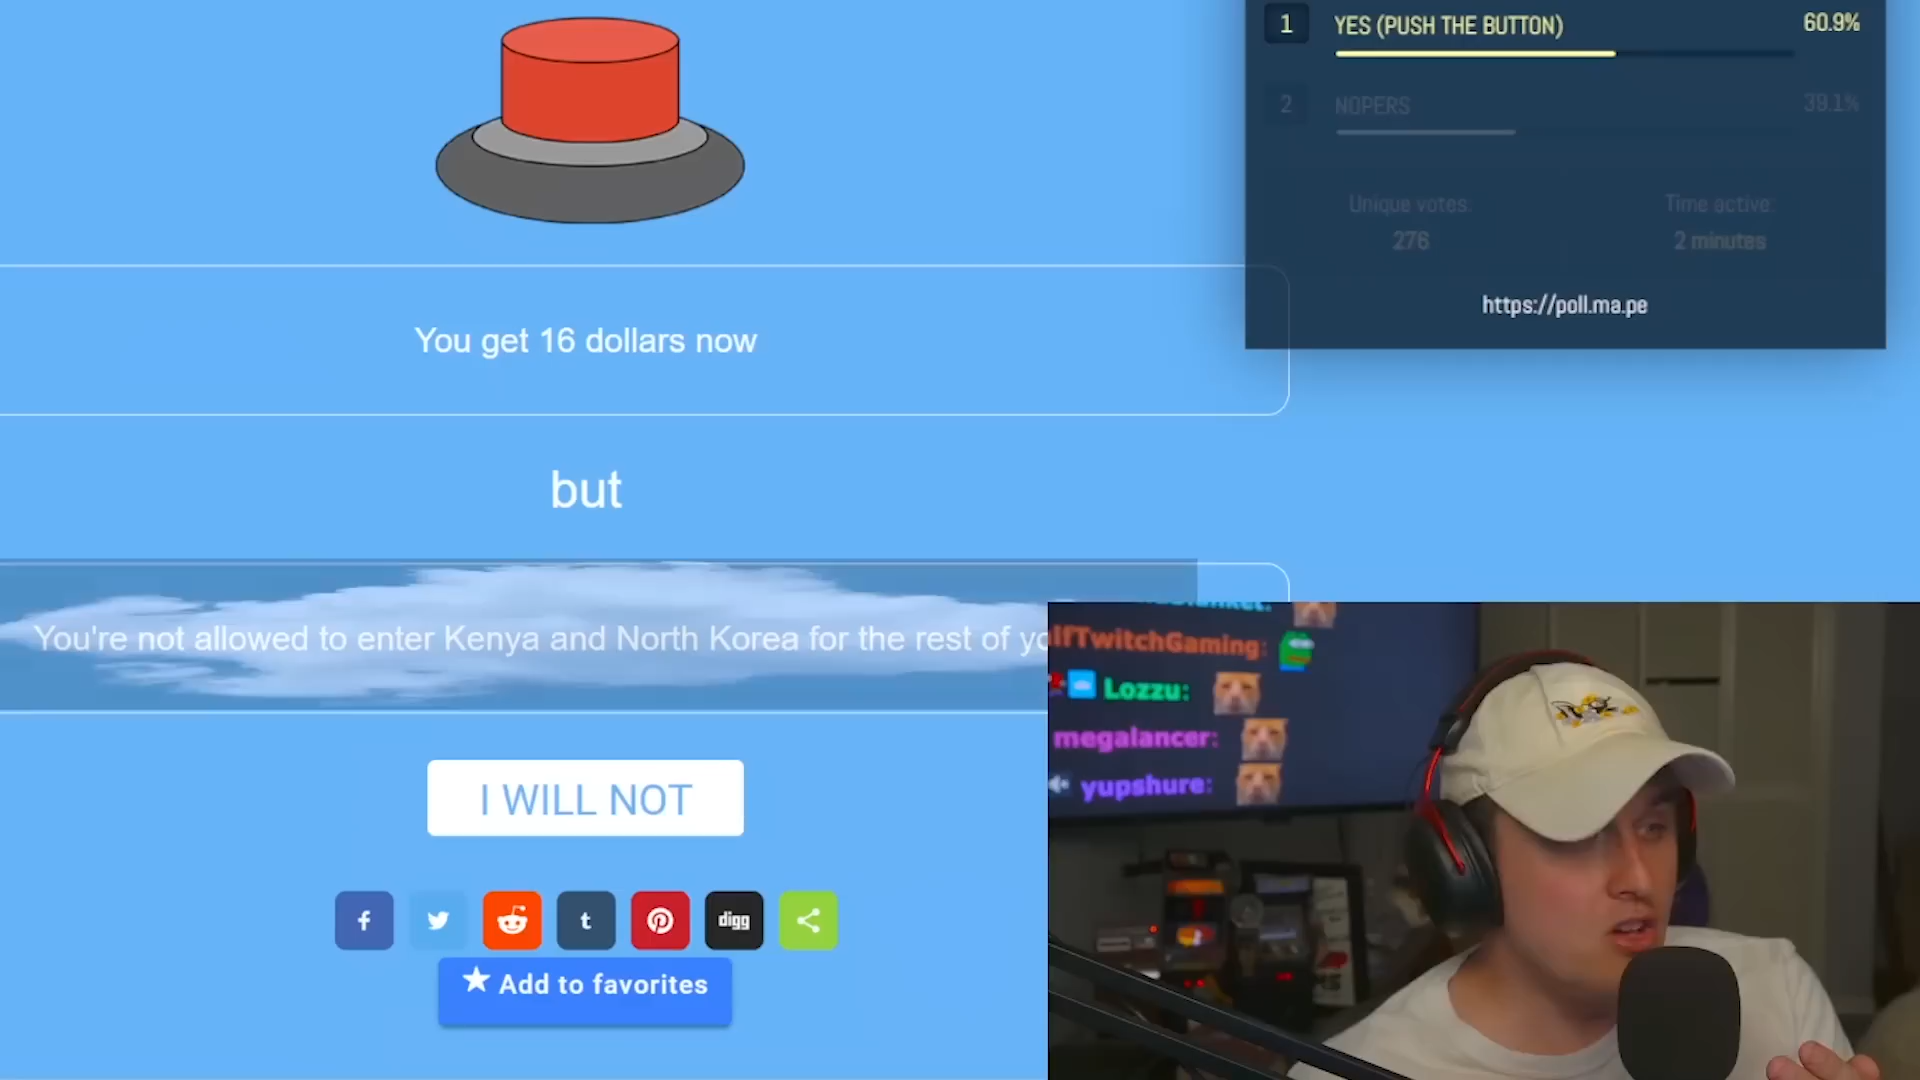 1 YES (PUSH THE BUTTON) 60.9%
2 NOPERS 39.1%
Unique votes: Time active:
276 2 minutes
https://poll.ma.pe
You get 16 dollars now
but
You're not allowed to enter Kenya and North Korea for the rest of yo
lfTwitchGaming:
Lozzu:
megalancer:
yupshure:
I WILL NOT
f t digg
Add to favorites